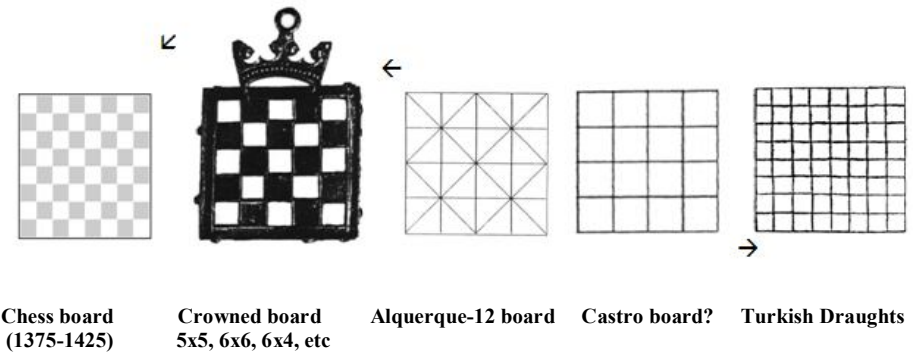 Chess board Crowned board Alquerque-12 board Castro board? Turkish Draughts
(1375-1425) 5x5, 6x6, 6x4, etc